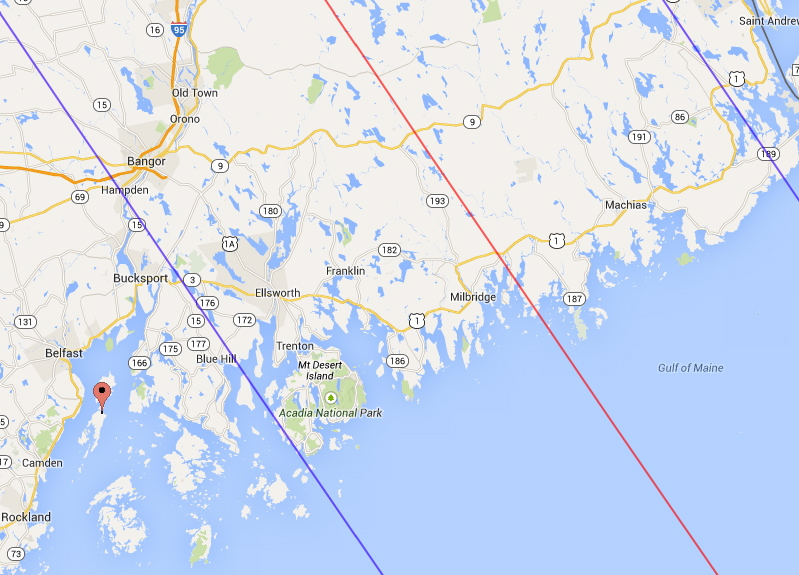 16
95
Saint Andrew
1
Old Town
15
Orono
9
86
191
189
Bangor
9
Hampden
69
193
180
Machias
15
1A
182
1
Bucksport
3
Franklin
Ellsworth
176
Milbridge
187
131
15
172
1
Belfast
175
177
Trenton
166
Blue Hill
186
Mt Desert
Island
Gulf of Maine
Acadia National Park
Camden
17
Rockland
73